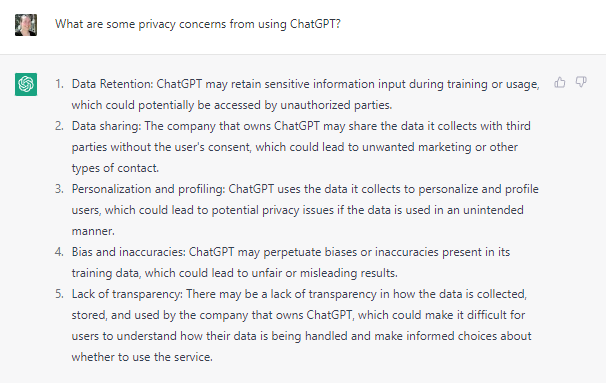 What are some privacy concerns from using ChatGPT?
1. Data Retention: ChatGPT may retain sensitive information input during training or usage,
which could potentially be accessed by unauthorized parties.
2. Data sharing: The company that owns ChatGPT may share the data it collects with third
parties without the user's consent, which could lead to unwanted marketing or other
types of contact.
3. Personalization and profiling: ChatGPT uses the data it collects to personalize and profile
users, which could lead to potential privacy issues if the data is used in an unintended
manner.
4. Bias and inaccuracies: ChatGPT may perpetuate biases or inaccuracies present in its
training data, which could lead to unfair or misleading results.
5. Lack of transparency: There may be a lack of transparency in how the data is collected,
stored, and used by the company that owns ChatGPT, which could make it difficult for
users to understand how their data is being handled and make informed choices about
whether to use the service.